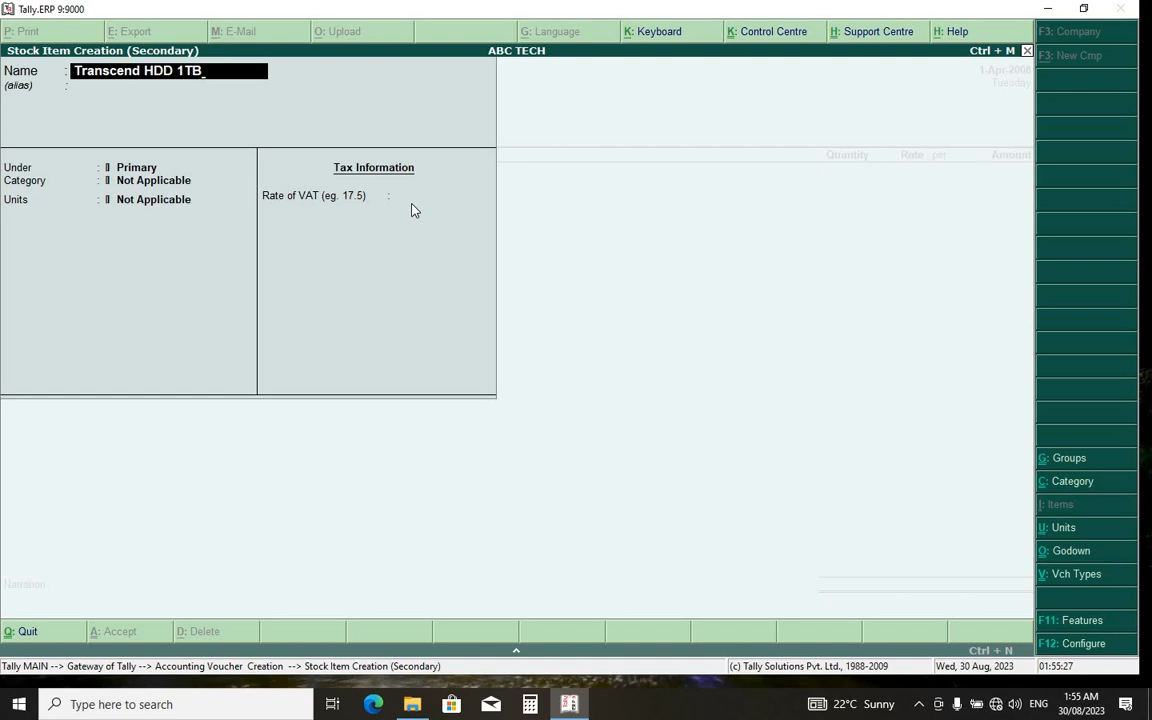 Tally.ERP 9:9000
P: Print
E: Export
M: E-Mail
O: Upload
G: Language
K: Keyboard
K: Control Centre
H: Support Centre
H: Help
F3: Company
Stock Item Creation (Secondary)
ABC TECH
Ctrl + M
F3: New Cmp
Name : Transcend HDD 1TB
(alias) :
1-Apr-2008
Tuesday
Quantity Rate per Amount
Under : Primary
Category : Not Applicable
Units : Not Applicable
Tax Information
Rate of VAT (eg. 17.5) :
G: Groups
C: Category
I: Items
U: Units
O: Godown
V: Vch Types
F11: Features
F12: Configure
Narration
Q: Quit
A: Accept
D: Delete
Ctrl + N
Tally MAIN --> Gateway of Tally --> Accounting Voucher Creation --> Stock Item Creation (Secondary)
(c) Tally Solutions Pvt. Ltd., 1988-2009
Wed, 30 Aug, 2023
01:55:27
Type here to search
22°C Sunny
ENG
1:55 AM
30/08/2023